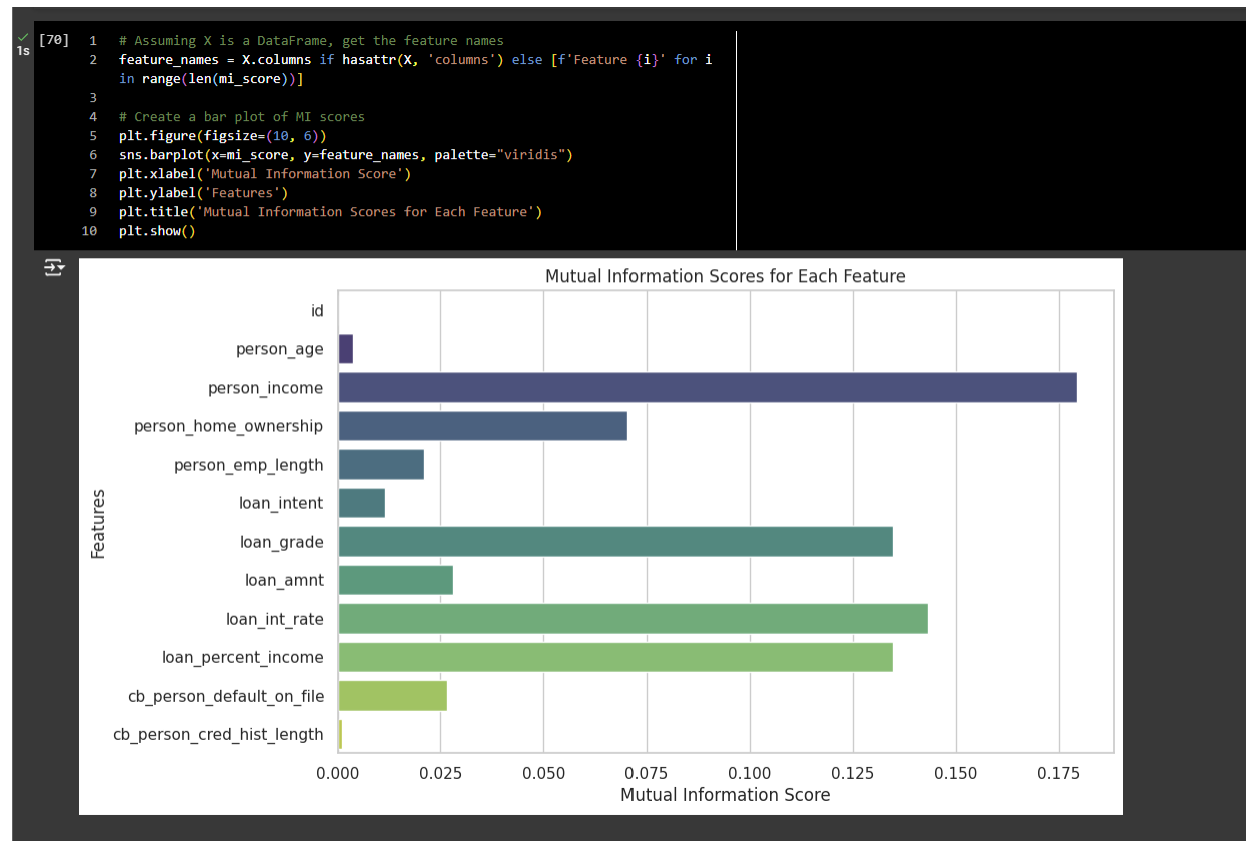 1s
[70]
1 # Assuming X is a DataFrame, get the feature names
2 feature_names = X.columns if hasattr(X, 'columns') else [f'Feature {i}' for i
in range(len(mi_score))]
3
4 # Create a bar plot of MI scores
5 plt.figure(figsize=(10, 6))
6 sns.barplot(x=mi_score, y=feature_names, palette="viridis")
7 plt.xlabel('Mutual Information Score')
8 plt.ylabel('Features')
9 plt.title('Mutual Information Scores for Each Feature')
10 plt.show()
Mutual Information Scores for Each Feature
Features
id
person_age
person_income
person_home_ownership
person_emp_length
loan_intent
loan_grade
loan_amnt
loan_int_rate
loan_percent_income
cb_person_default_on_file
cb_person_cred_hist_length
0.000 0.025 0.050 0.075 0.100 0.125 0.150 0.175
Mutual Information Score